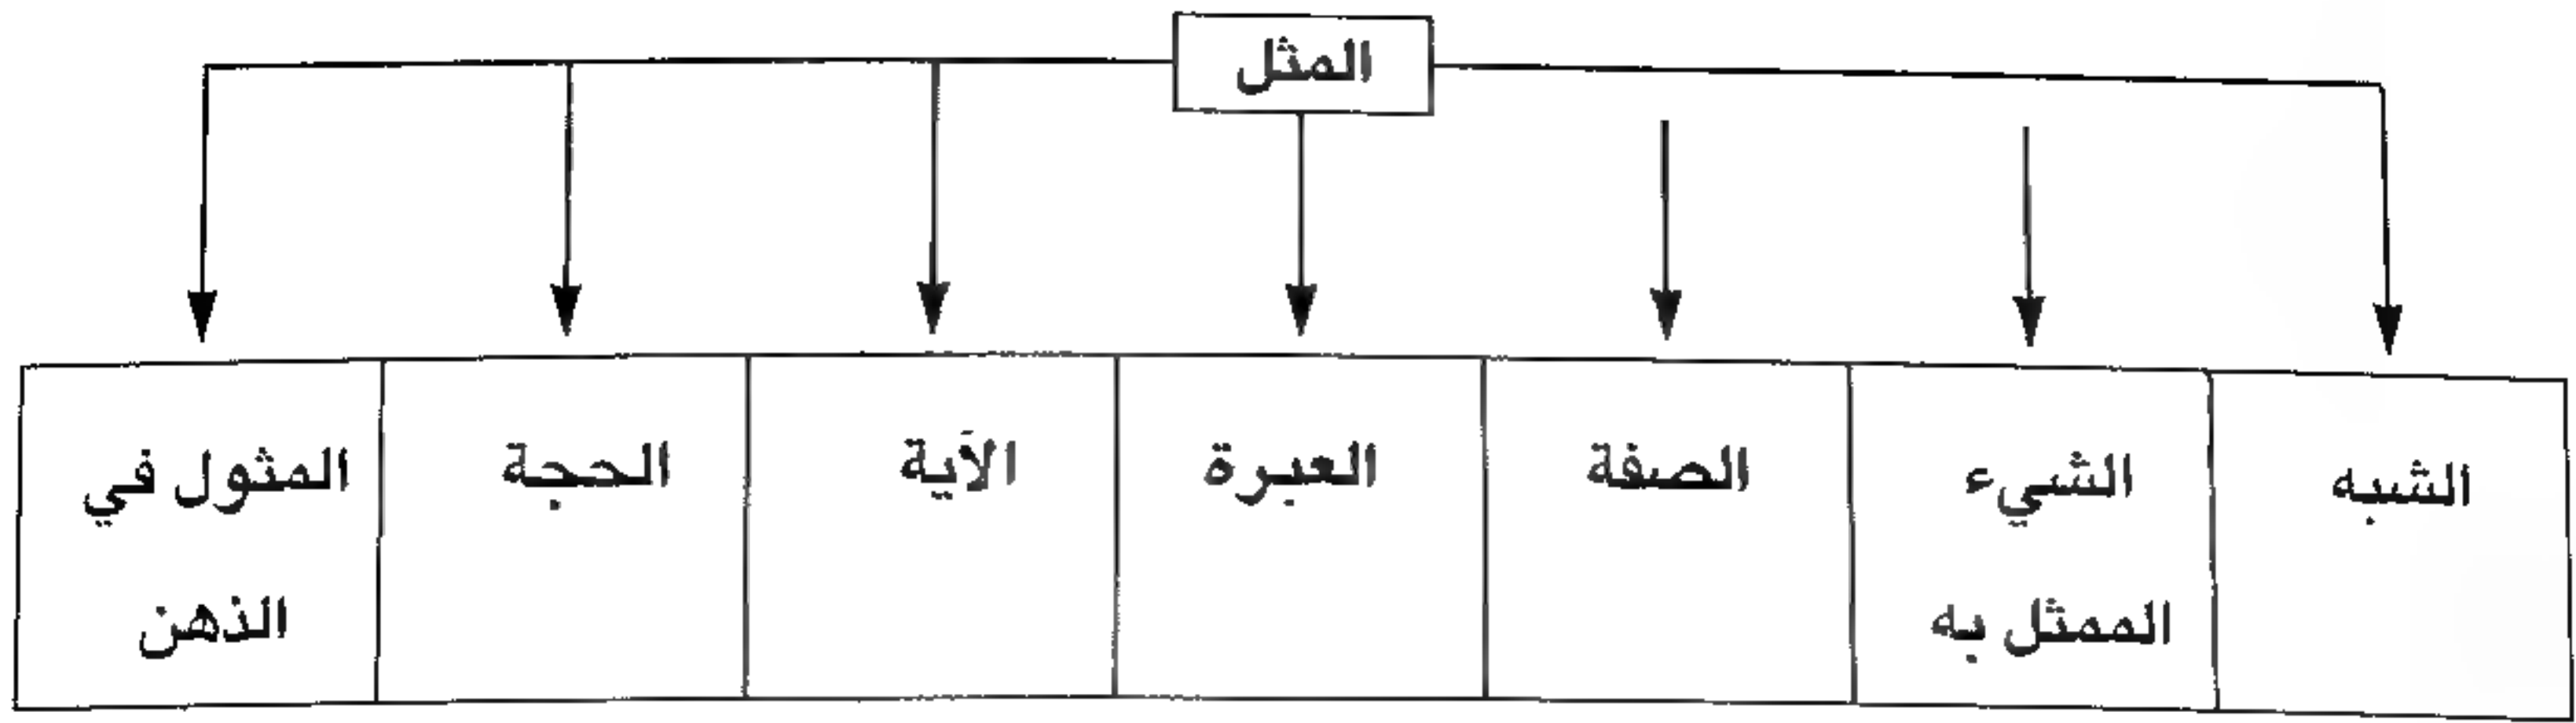 المثل
الشبه
الشيء
الممثل به
الصفة
العبرة
الآية
الحجة
المثول في
الذهن